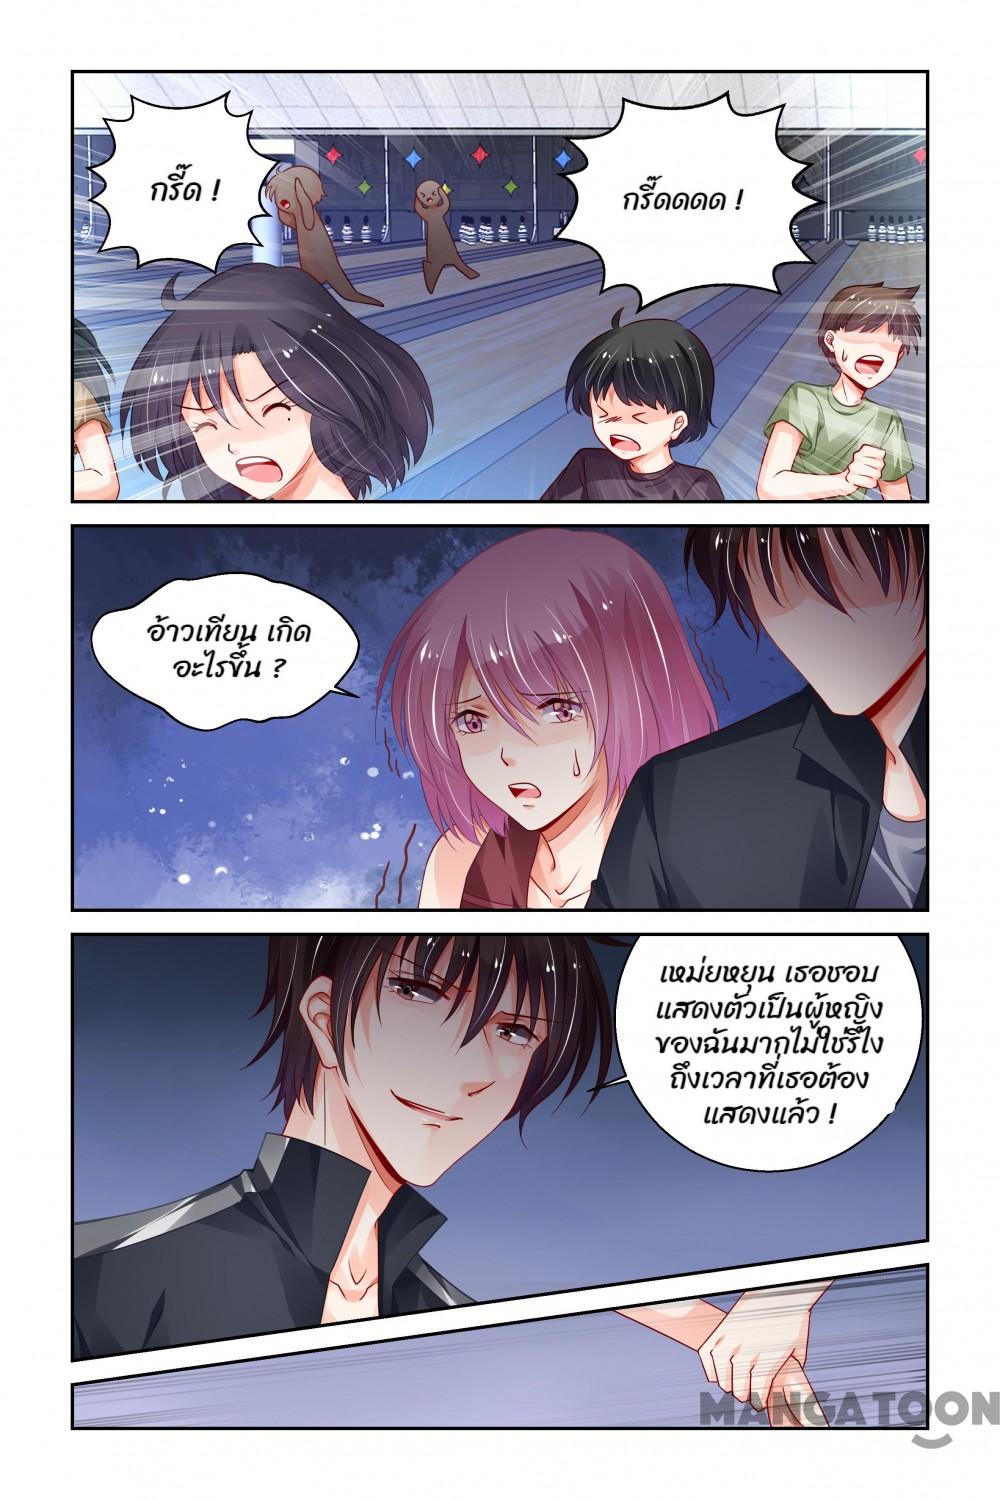 กรี๊ด !
กรี๊ดดดด !
อ้าวเทียน เกิด
อะไรขึ้น ?
เหม่ยหยุน เธอชอบ
แสดงตัวเป็นผู้หญิง
ของฉันมากไม่ใช่รึไง
ถึงเวลาที่เธอต้อง
แสดงแล้ว !
MANGATOON